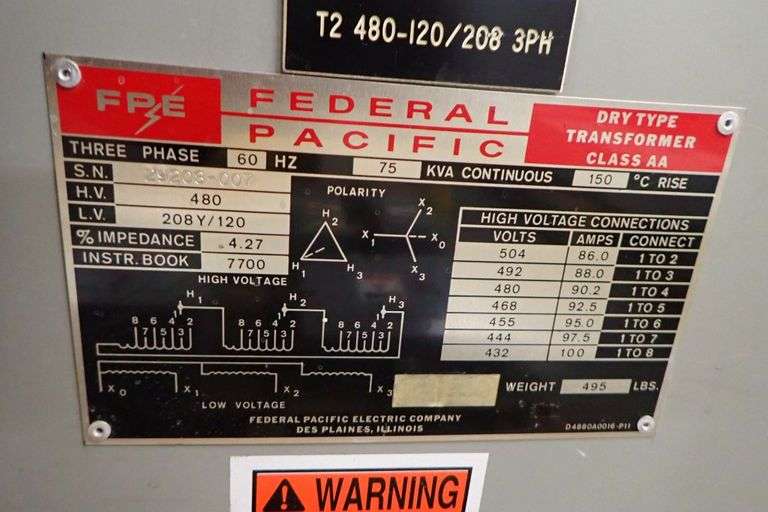 T2 480-120/208 3PH
FPE
FEDERAL
PACIFIC
DRY TYPE
TRANSFORMER
CLASS AA
THREE PHASE 60 HZ 75 KVA CONTINUOUS 150 °C RISE
S.N.
H.V. 480
L.V. 208Y/120
% IMPEDANCE 4.27
INSTR. BOOK 7700
POLARITY
H2
H1 H3
X2
X1 X0
X3
HIGH VOLTAGE CONNECTIONS
VOLTS AMPS CONNECT
504 86.0 1 TO 2
492 88.0 1 TO 3
480 90.2 1 TO 4
468 92.5 1 TO 5
455 95.0 1 TO 6
444 97.5 1 TO 7
432 100 1 TO 8
HIGH VOLTAGE
H1 H2 H3
8 6 4 1 2 8 6 4 1 2 8 6 4 1 2
7 5 3 7 5 3 7 5 3
X0 X1 X2 X3
LOW VOLTAGE
WEIGHT 495 LBS.
FEDERAL PACIFIC ELECTRIC COMPANY
DES PLAINES, ILLINOIS
D4880A0016-P11
WARNING